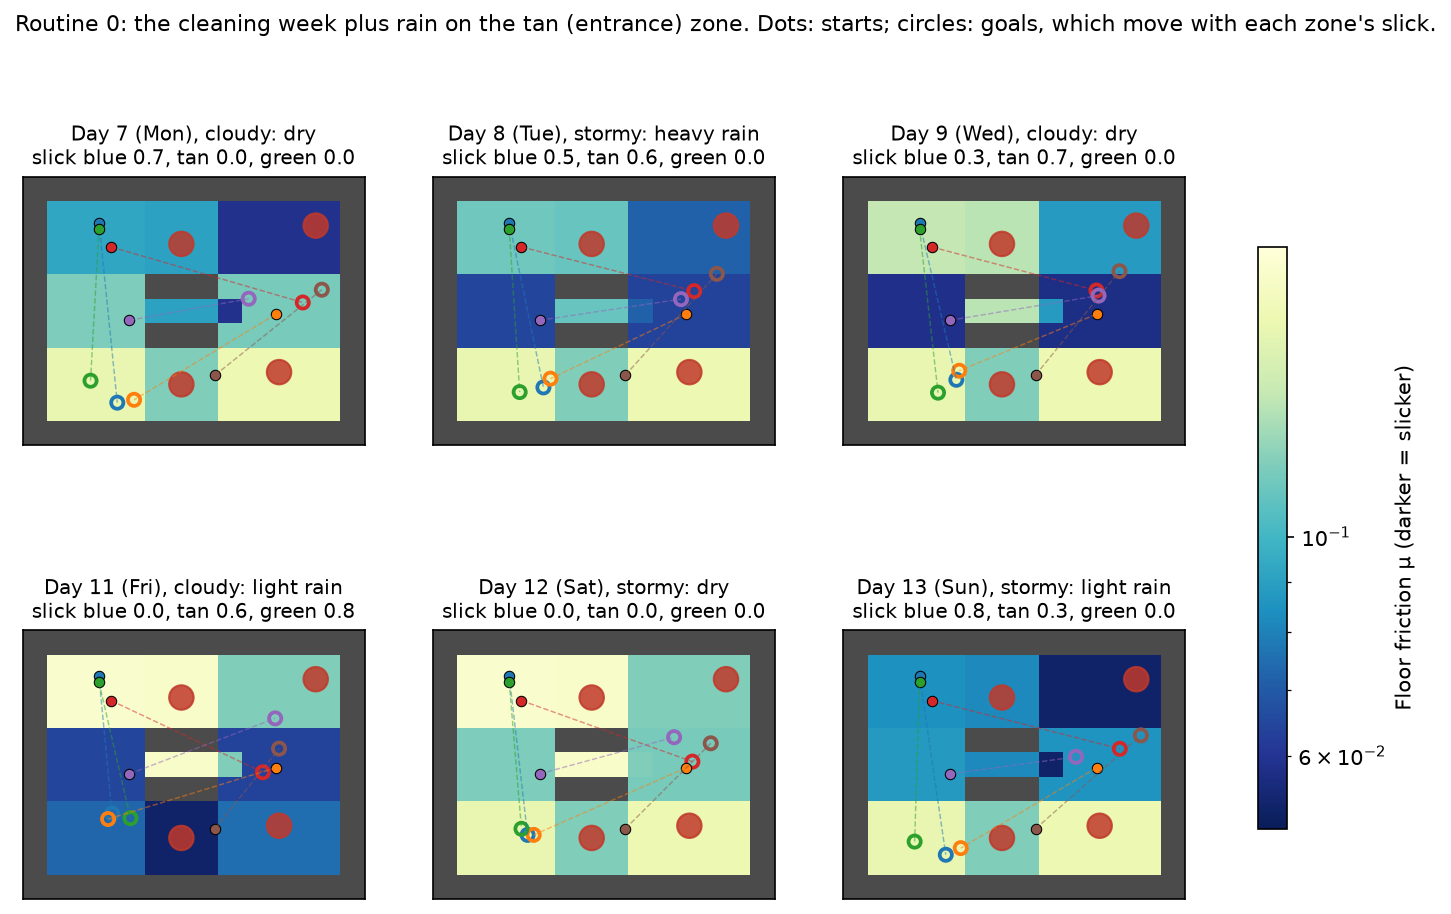 Routine 0: the cleaning week plus rain on the tan (entrance) zone. Dots: starts; circles: goals, which move with each zone's slick.
Day 7 (Mon), cloudy: dry
slick blue 0.7, tan 0.0, green 0.0
Day 8 (Tue), stormy: heavy rain
slick blue 0.5, tan 0.6, green 0.0
Day 9 (Wed), cloudy: dry
slick blue 0.3, tan 0.7, green 0.0
Day 11 (Fri), cloudy: light rain
slick blue 0.0, tan 0.6, green 0.8
Day 12 (Sat), stormy: dry
slick blue 0.0, tan 0.0, green 0.0
Day 13 (Sun), stormy: light rain
slick blue 0.8, tan 0.3, green 0.0
10⁻¹
6 × 10⁻²
Floor friction μ (darker = slicker)